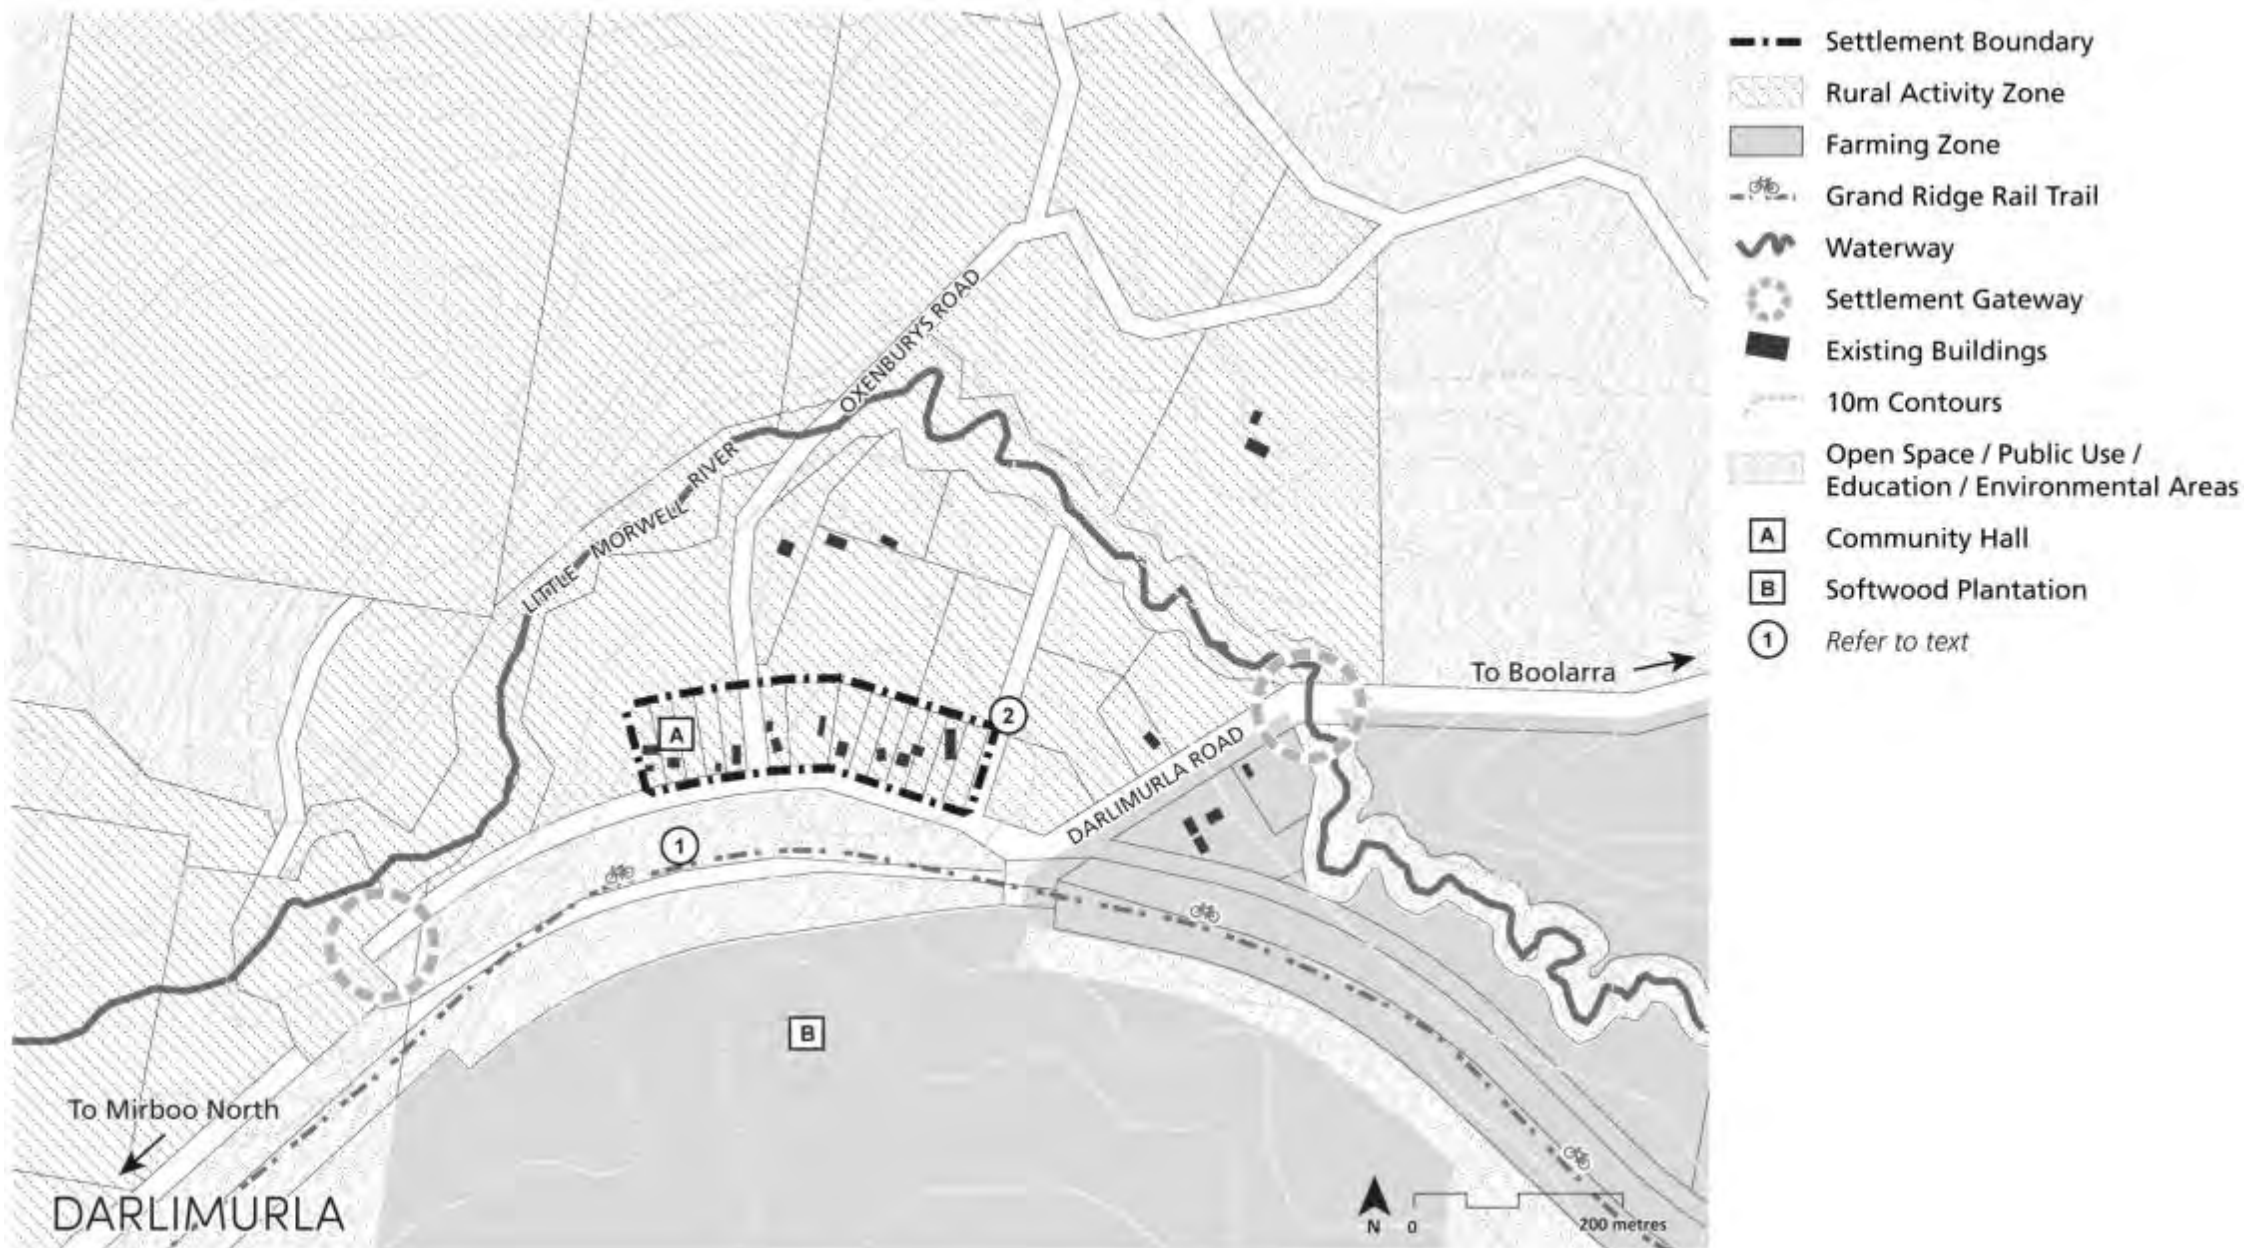 Settlement Boundary
Rural Activity Zone
Farming Zone
Grand Ridge Rail Trail
Waterway
Settlement Gateway
Existing Buildings
10m Contours
Open Space / Public Use /
Education / Environmental Areas
A Community Hall
B Softwood Plantation
1 Refer to text
OXENBURYS ROAD
LITTLE MORWELL RIVER
To Boolarra
A
2
DARLIMURLA ROAD
1
B
To Mirboo North
DARLIMURLA
N 0 200 metres